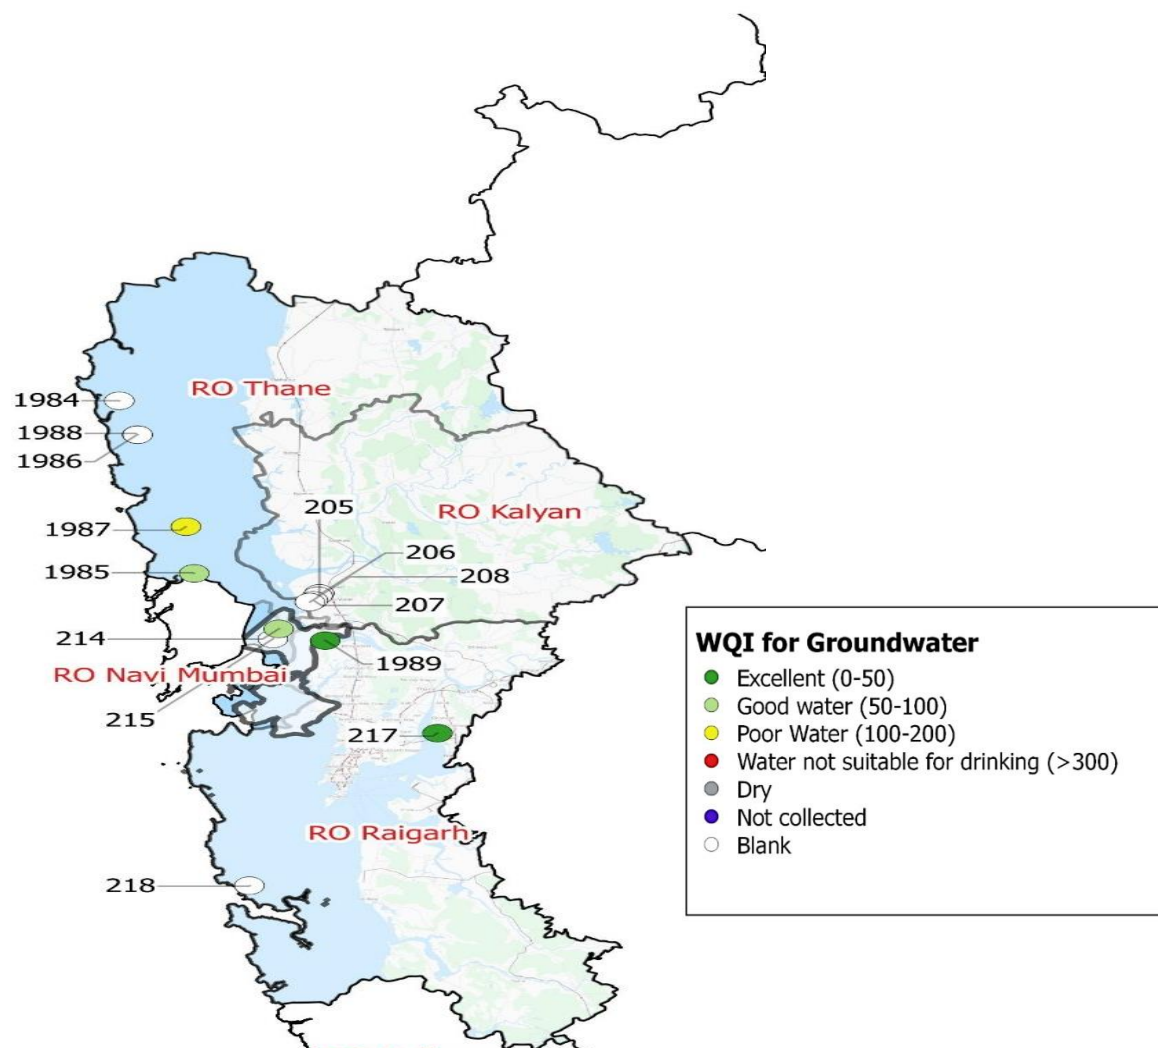 RO Thane
1984
1988
1986
205
RO Kalyan
1987
206
1985
208
207
214
1989
RO Navi Mumbai
215
217
RO Raigarh
218
WQI for Groundwater
Excellent (0-50)
Good water (50-100)
Poor Water (100-200)
Water not suitable for drinking (>300)
Dry
Not collected
Blank